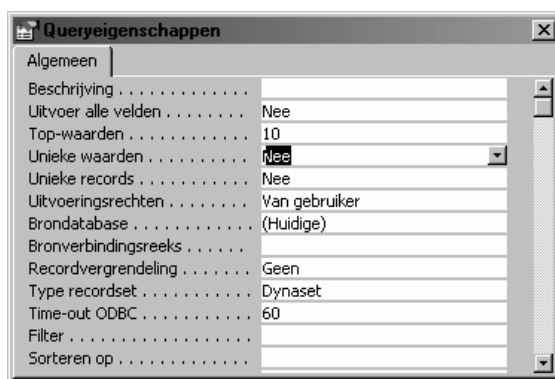 Queryeigenschappen
Algemeen
Beschrijving . . . . . . . . . . . . .
Uitvoer alle velden . . . . . . . . Nee
Top-waarden . . . . . . . . . . . . 10
Unieke waarden . . . . . . . . . . Nee
Unieke records . . . . . . . . . . . Nee
Uitvoeringsrechten . . . . . . . . Van gebruiker
Brondatabase . . . . . . . . . . . . (Huidige)
Bronverbindingsreeks . . . . . .
Recordvergrendeling . . . . . . . Geen
Type recordset . . . . . . . . . . . Dynaset
Time-out ODBC . . . . . . . . . . . 60
Filter . . . . . . . . . . . . . . . . . .
Sorteren op . . . . . . . . . . . . .